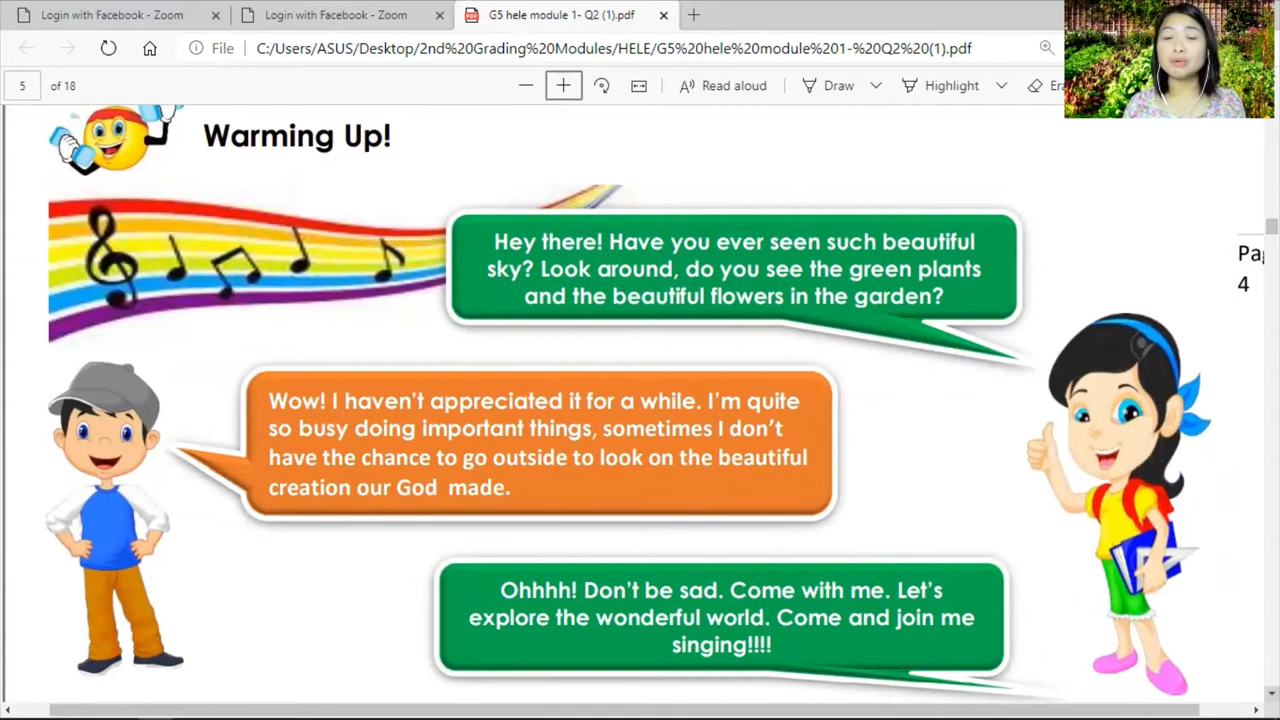 Login with Facebook - Zoom
Login with Facebook - Zoom
G5 hele module 1- Q2 (1).pdf
File
C:/Users/ASUS/Desktop/2nd%20Grading%20Modules/HELE/G5%20hele%20module%201-%20Q2%20(1).pdf
5 of 18
Read aloud
Draw
Highlight
Warming Up!
Hey there! Have you ever seen such beautiful
sky? Look around, do you see the green plants
and the beautiful flowers in the garden?
4
Wow! I haven't appreciated it for a while. I'm quite
so busy doing important things, sometimes I don't
have the chance to go outside to look on the beautiful
creation our God made.
Ohhhh! Don't be sad. Come with me. Let's
explore the wonderful world. Come and join me
singing!!!!